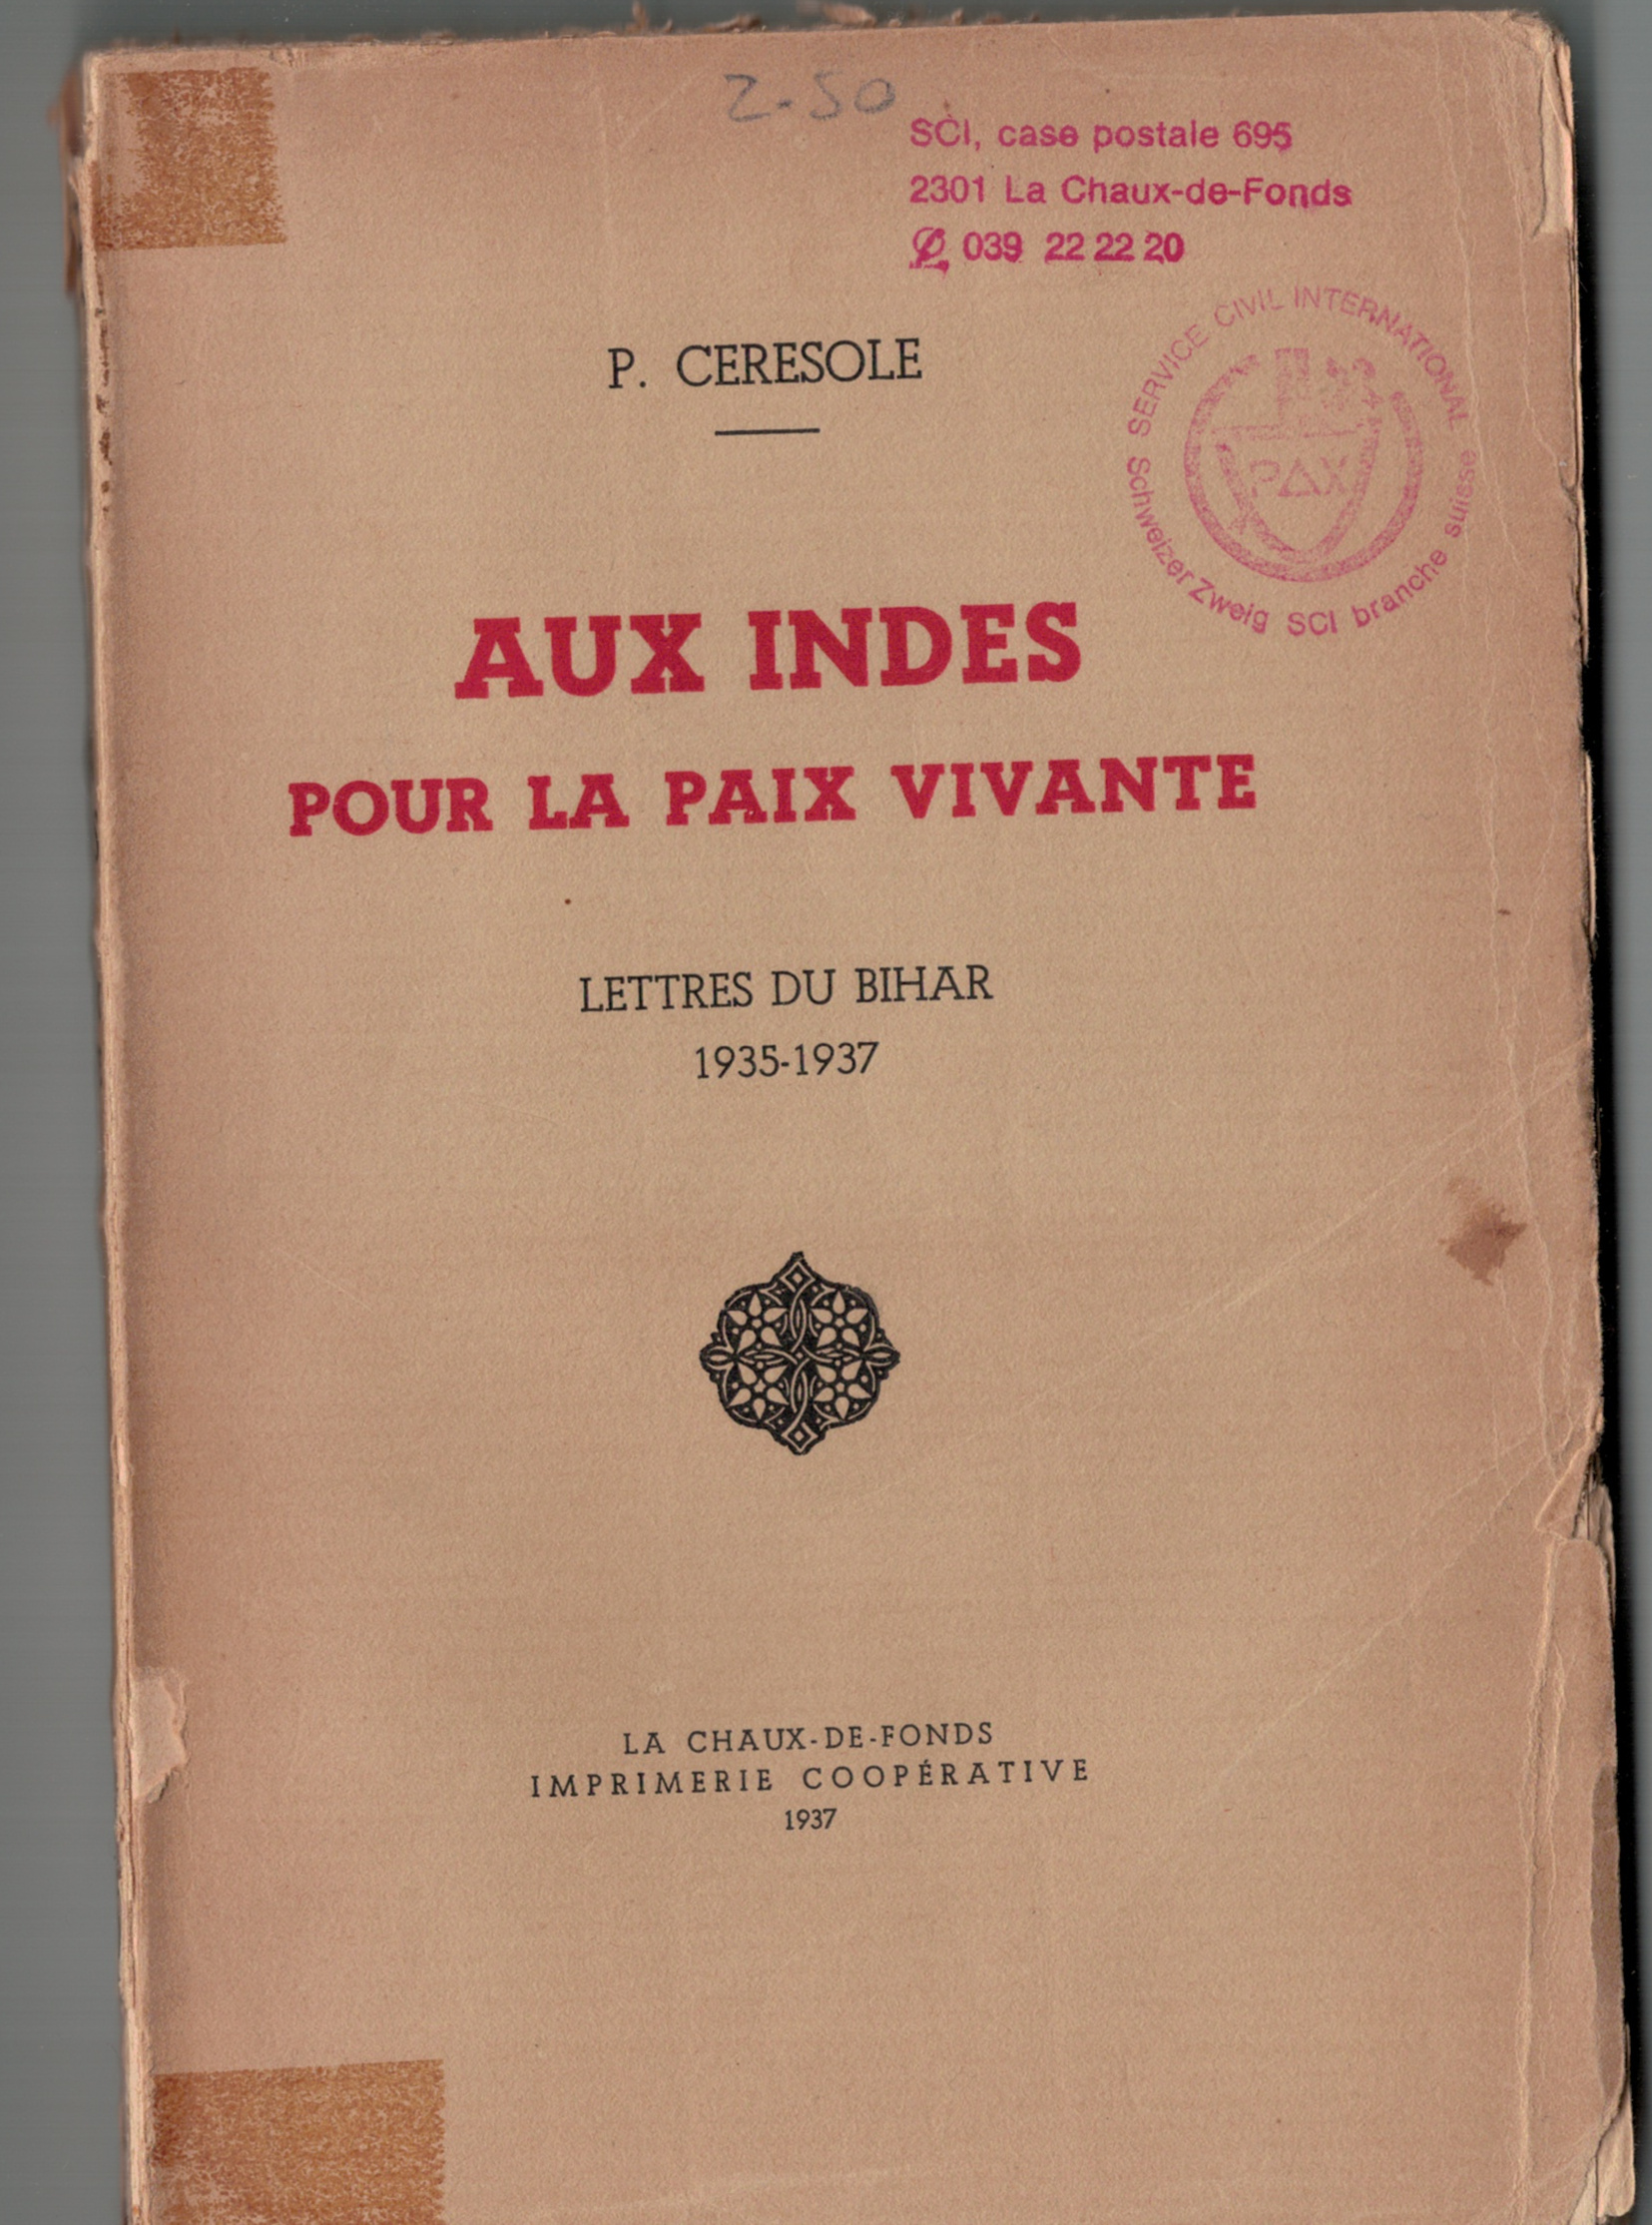 2.50
SCI, case postale 695
2301 La Chaux-de-Fonds
039 22 22 20
SERVICE CIVIL INTERNATIONAL
PAX
Schweizer Zweig SCI branche suisse
P. CERESOLE
AUX INDES
POUR LA PAIX VIVANTE
LETTRES DU BIHAR
1935-1937
LA CHAUX-DE-FONDS
IMPRIMERIE COOPÉRATIVE
1937